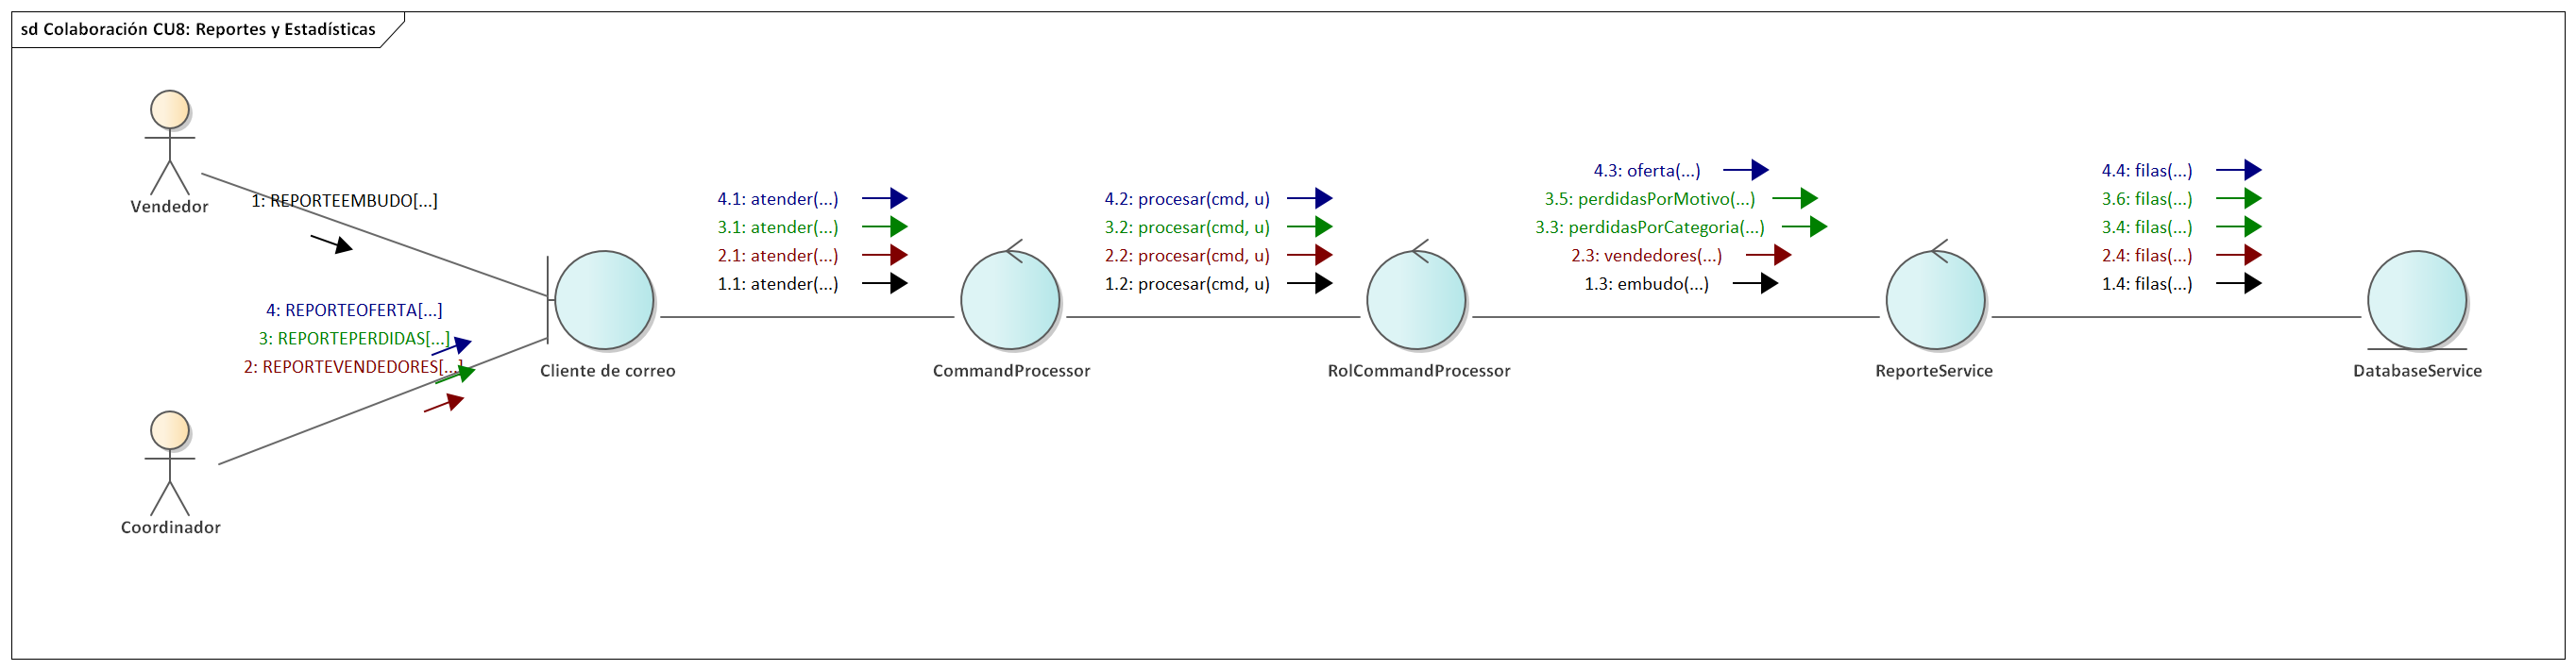 sd Colaboración CU8: Reportes y Estadísticas
Vendedor
1: REPORTEEMBUDO[...]
4: REPORTEOFERTA[...]
3: REPORTEPERDIDAS[...]
2: REPORTEVENDEDORES[...]
Coordinador
Cliente de correo
4.1: atender(...)
3.1: atender(...)
2.1: atender(...)
1.1: atender(...)
CommandProcessor
4.2: procesar(cmd, u)
3.2: procesar(cmd, u)
2.2: procesar(cmd, u)
1.2: procesar(cmd, u)
RolCommandProcessor
4.3: oferta(...)
3.5: perdidasPorMotivo(...)
3.3: perdidasPorCategoria(...)
2.3: vendedores(...)
1.3: embudo(...)
ReporteService
4.4: filas(...)
3.6: filas(...)
3.4: filas(...)
2.4: filas(...)
1.4: filas(...)
DatabaseService